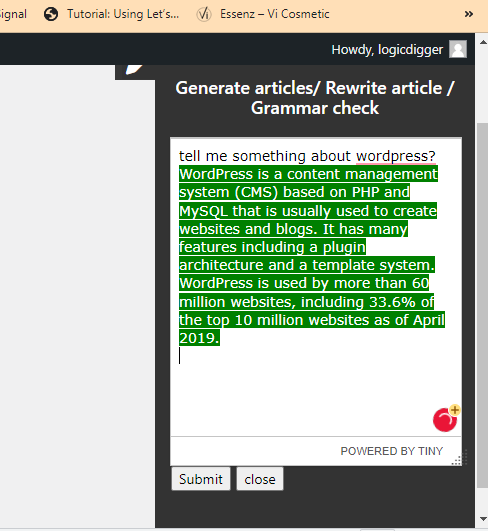 ignal Tutorial: Using Let's... Essenz – Vi Cosmetic »
Howdy, logicdigger
Generate articles/ Rewrite article /
Grammar check
tell me something about wordpress?
WordPress is a content management
system (CMS) based on PHP and
MySQL that is usually used to create
websites and blogs. It has many
features including a plugin
architecture and a template system.
WordPress is used by more than 60
million websites, including 33.6% of
the top 10 million websites as of April
2019.
POWERED BY TINY
Submit close